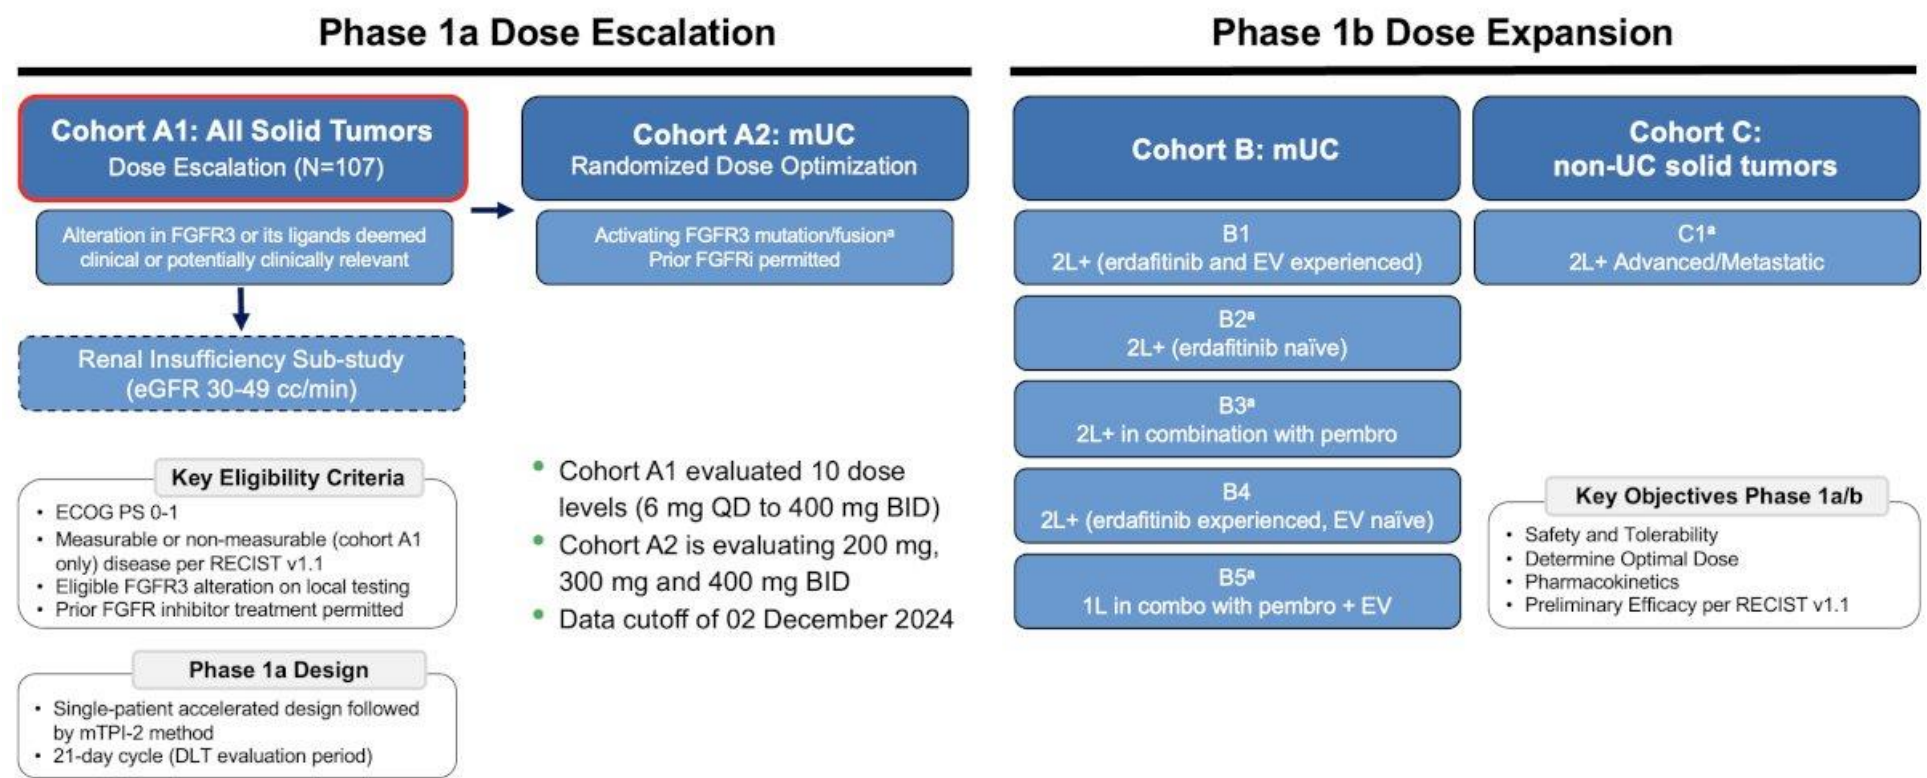 Phase 1a Dose Escalation
Cohort A1: All Solid Tumors
Dose Escalation (N=107)
Alteration in FGFR3 or its ligands deemed
clinical or potentially clinically relevant
Renal Insufficiency Sub-study
(eGFR 30-49 cc/min)
Cohort A2: mUC
Randomized Dose Optimization
Activating FGFR3 mutation/fusionª
Prior FGFRi permitted
Key Eligibility Criteria
• ECOG PS 0-1
• Measurable or non-measurable (cohort A1
only) disease per RECIST v1.1
• Eligible FGFR3 alteration on local testing
• Prior FGFR inhibitor treatment permitted
Phase 1a Design
• Single-patient accelerated design followed
by mTPI-2 method
• 21-day cycle (DLT evaluation period)
• Cohort A1 evaluated 10 dose
levels (6 mg QD to 400 mg BID)
• Cohort A2 is evaluating 200 mg,
300 mg and 400 mg BID
• Data cutoff of 02 December 2024
Phase 1b Dose Expansion
Cohort B: mUC
B1
2L+ (erdafitinib and EV experienced)
B2ª
2L+ (erdafitinib naïve)
B3ª
2L+ in combination with pembro
B4
2L+ (erdafitinib experienced, EV naïve)
B5ª
1L in combo with pembro + EV
Cohort C:
non-UC solid tumors
C1ª
2L+ Advanced/Metastatic
Key Objectives Phase 1a/b
• Safety and Tolerability
• Determine Optimal Dose
• Pharmacokinetics
• Preliminary Efficacy per RECIST v1.1